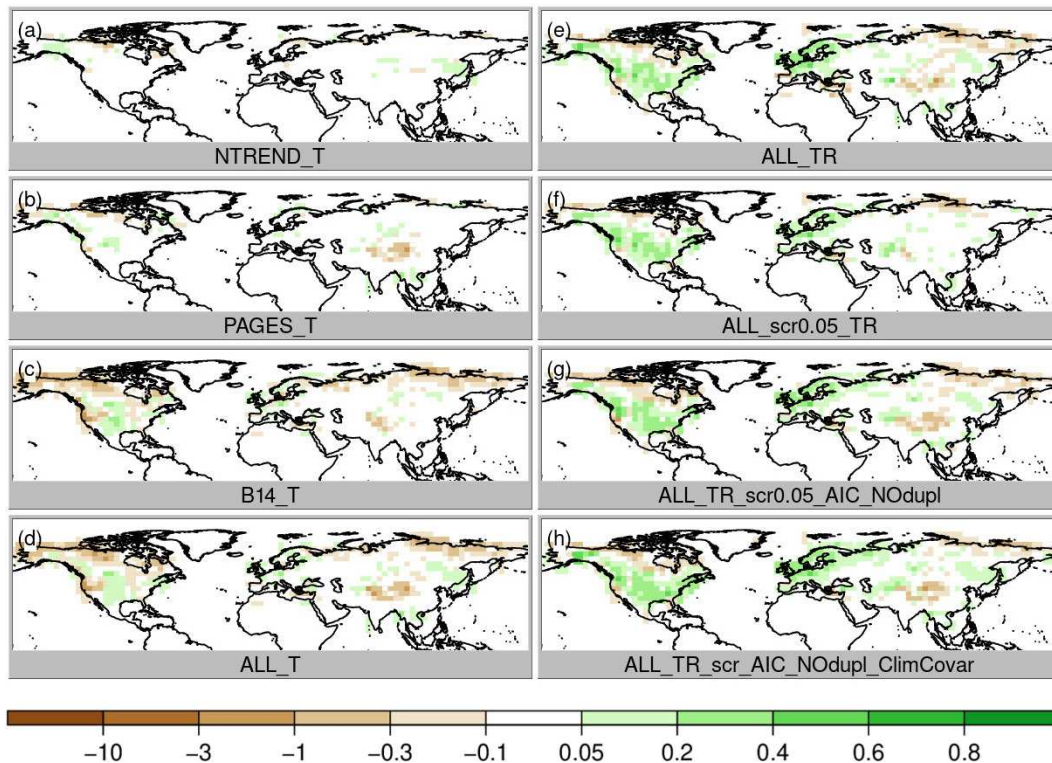 (a)
NTREND_T
(e)
ALL_TR
(b)
PAGES_T
(f)
ALL_scr0.05_TR
(c)
B14_T
(g)
ALL_TR_scr0.05_AIC_NOdupl
(d)
ALL_T
(h)
ALL_TR_scr_AIC_NOdupl_ClimCovar
−10 −3 −1 −0.3 −0.1 0.05 0.2 0.4 0.6 0.8